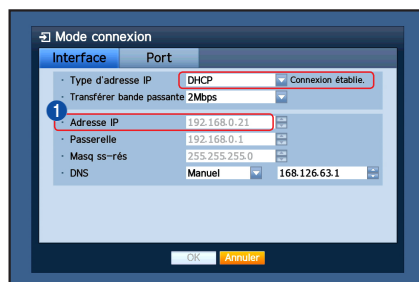 Mode connexion
Interface Port
· Type d'adresse IP DHCP Connexion établie.
· Transférer bande passante 2Mbps
1
· Adresse IP 192.168.0.21
· Passerelle 192.168.0.1
· Masq ss-rés 255.255.255.0
· DNS Manuel 168.126.63.1
OK Annuler